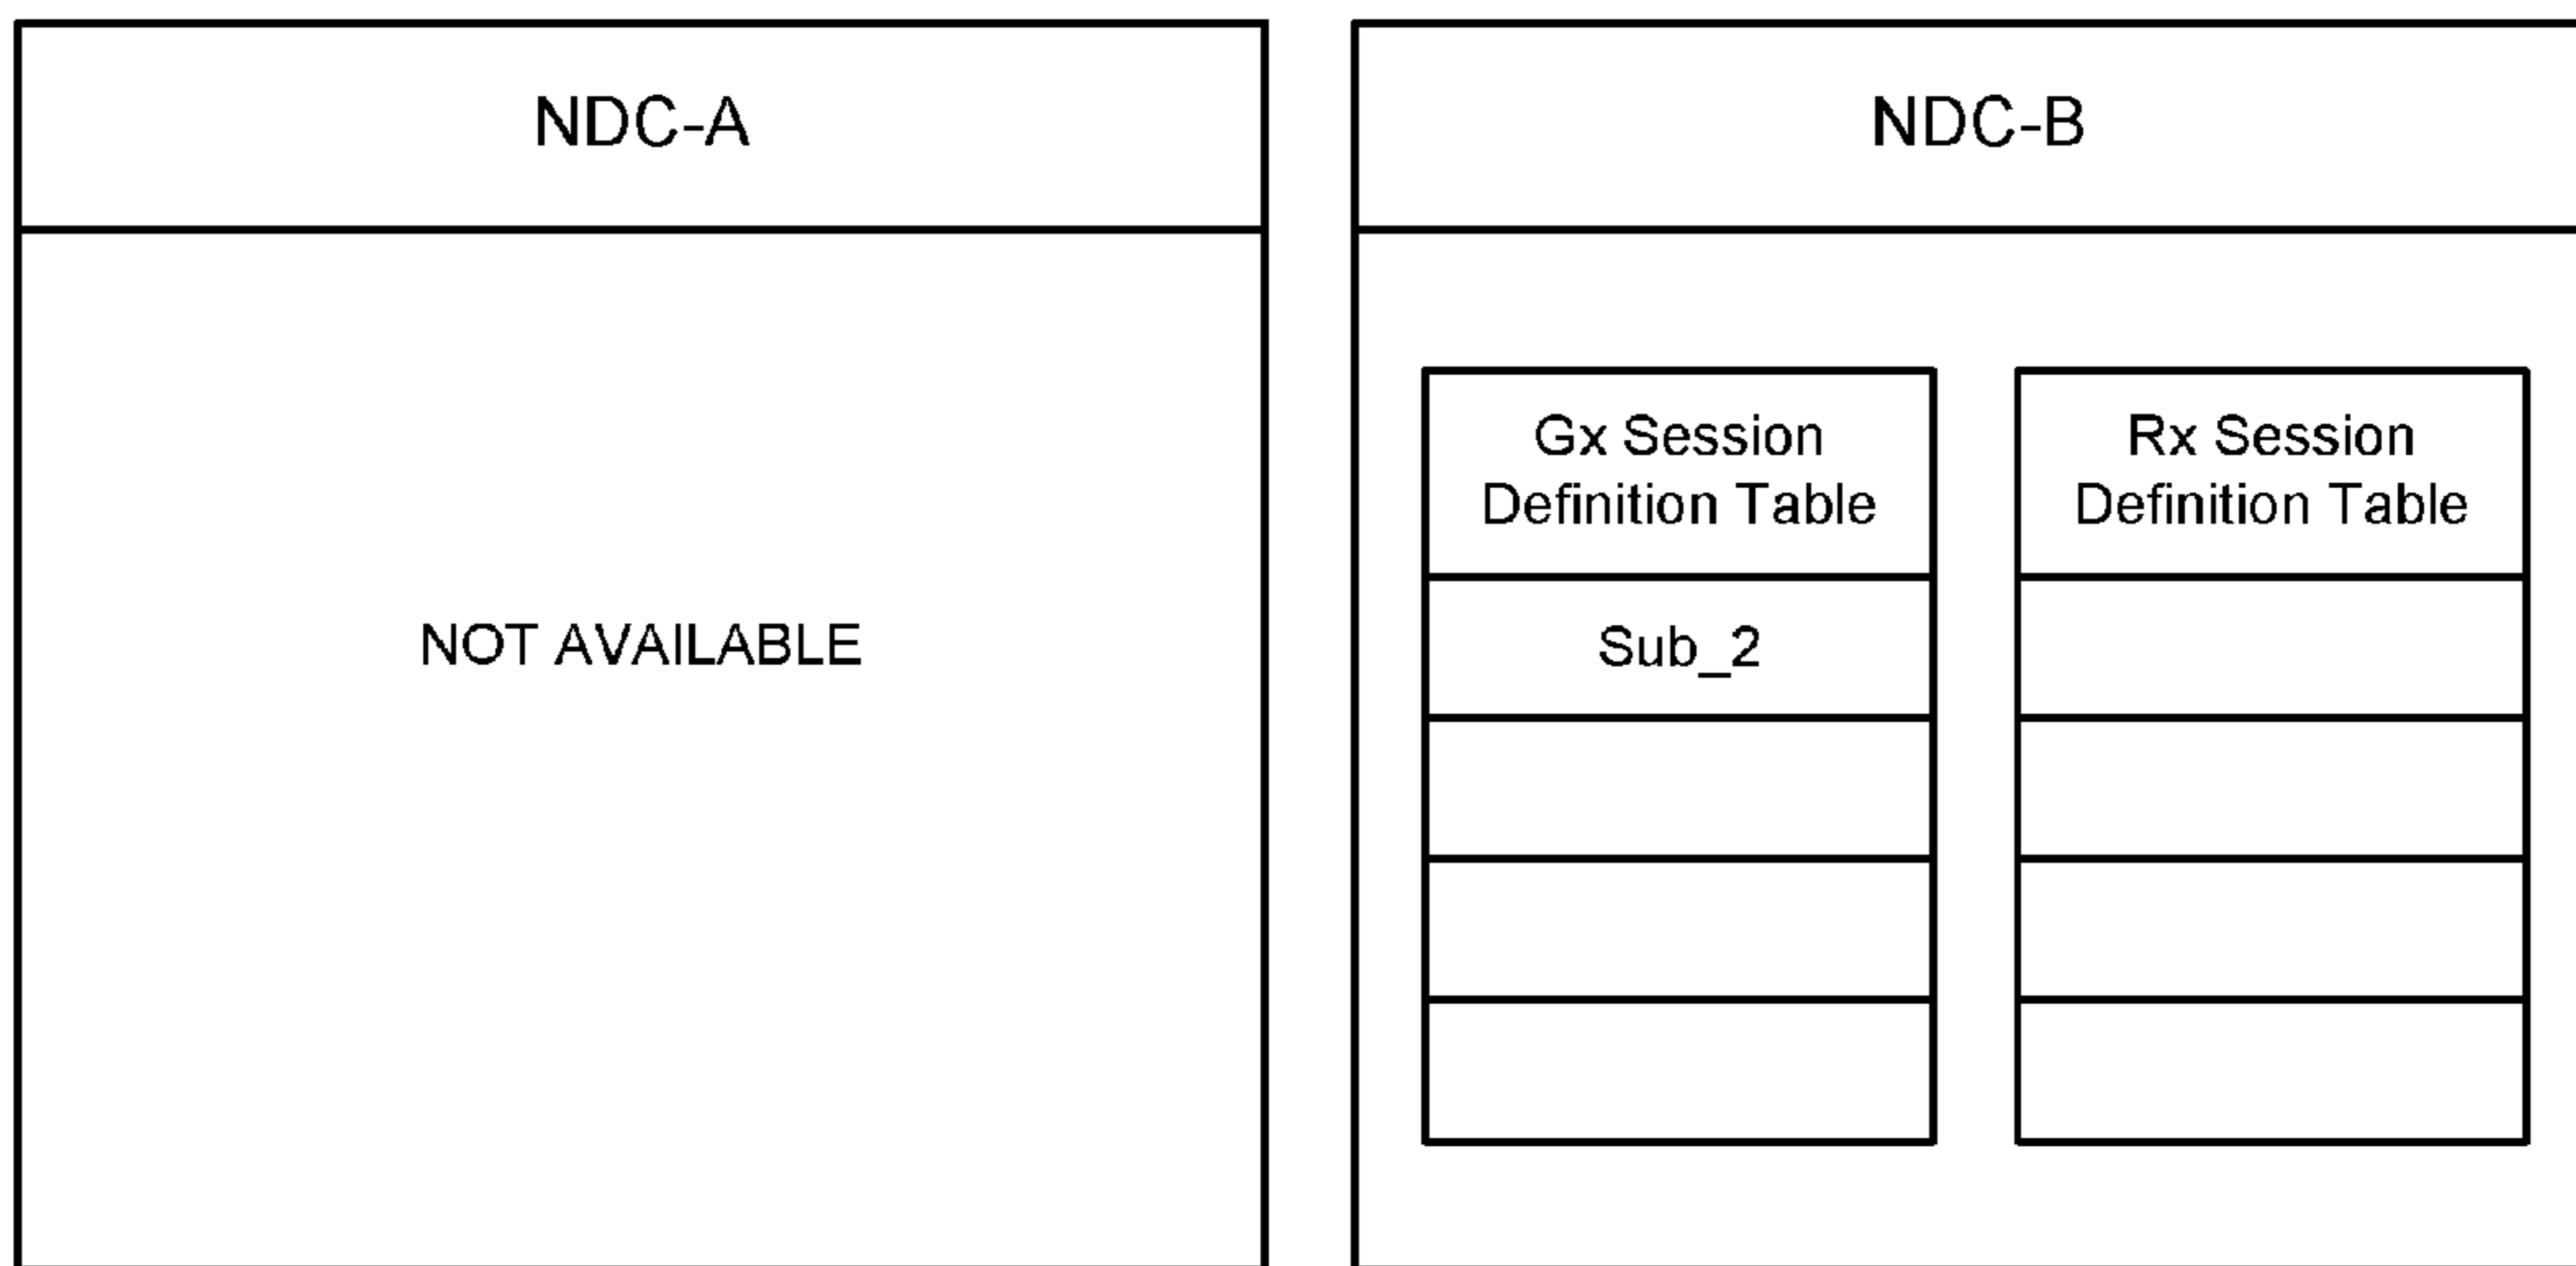 NDC-A
NOT AVAILABLE
NDC-B
Gx Session
Definition Table
Sub_2
Rx Session
Definition Table